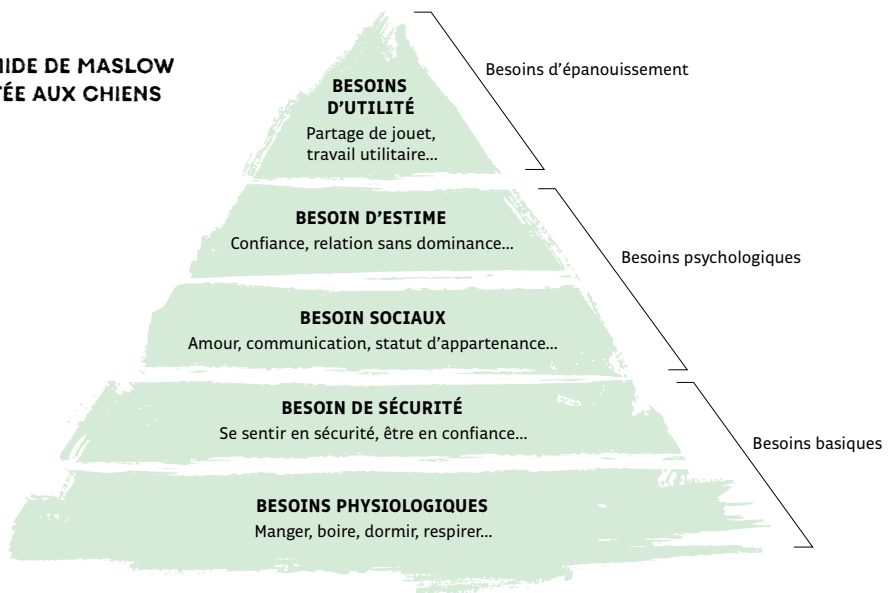 MIDE DE MASLOW
TÉE AUX CHIENS
Besoins d’épanouissement
BESOINS
D’UTILITÉ
Partage de jouet,
travail utilitaire...
BESOIN D’ESTIME
Confiance, relation sans dominance...
Besoins psychologiques
BESOIN SOCIAUX
Amour, communication, statut d’appartenance...
BESOIN DE SÉCURITÉ
Se sentir en sécurité, être en confiance...
Besoins basiques
BESOINS PHYSIOLOGIQUES
Manger, boire, dormir, respirer...